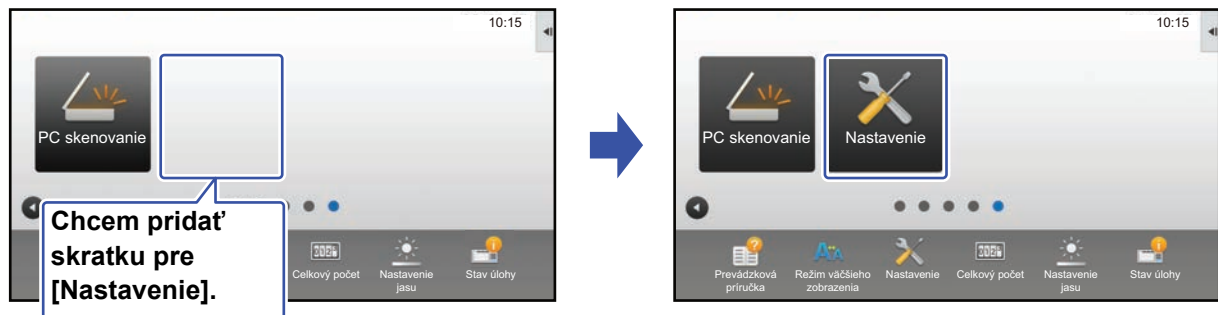 10:15
PC skenovanie
Chcem pridať
skratku pre
[Nastavenie].
Celkový počet
Nastavenie
jasu
Stav úlohy
10:15
PC skenovanie
Nastavenie
Prevádzková
príručka
Režim väčšieho
zobrazenia
Nastavenie
Celkový počet
Nastavenie
jasu
Stav úlohy